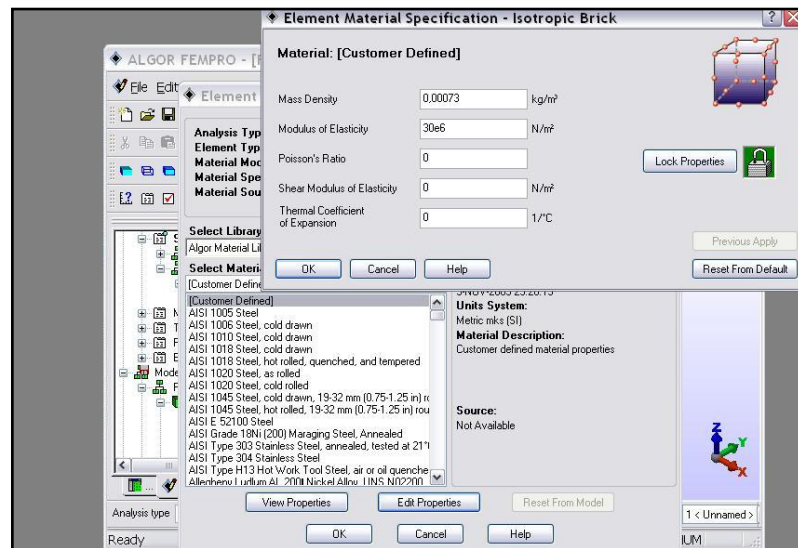 Element Material Specification - Isotropic Brick
Material: [Customer Defined]
Mass Density 0,00073 kg/m³
Modulus of Elasticity 30e6 N/m²
Poisson's Ratio 0
Shear Modulus of Elasticity 0 N/m²
Thermal Coefficient
of Expansion 0 1/°C
Lock Properties
Previous Apply
OK Cancel Help Reset From Default
ALGOR FEMPRO - [F
File Edit
Element
Analysis Typ
Element Typ
Material Mod
Material Spe
Material Sou
Select Library
Algor Material Lib
Select Materi
[Customer Define
[Customer Defined]
AISI 1005 Steel
AISI 1006 Steel, cold drawn
AISI 1010 Steel, cold drawn
AISI 1018 Steel, cold drawn
AISI 1018 Steel, hot rolled, quenched, and tempered
AISI 1020 Steel, as rolled
AISI 1020 Steel, cold rolled
AISI 1045 Steel, cold drawn, 19-32 mm (0.75-1.25 in) ro
AISI 1045 Steel, hot rolled, 19-32 mm (0.75-1.25 in) rou
AISI E 52100 Steel
AISI Grade 18Ni (200) Maraging Steel, Annealed
AISI Type 303 Stainless Steel, annealed, tested at 21°
AISI Type 304 Stainless Steel
AISI Type H13 Hot Work Tool Steel, air or oil quenche
Allegheny Ludlum AL 200 Nickel Alloy, UNS N02200
Units System:
Metric mks (SI)
Material Description:
Customer defined material properties
Source:
Not Available
View Properties Edit Properties Reset From Model
OK Cancel Help
S
M
T
P
E
Mode
P
Analysis type
Ready
Z
Y
X
1 < Unnamed >
IUM